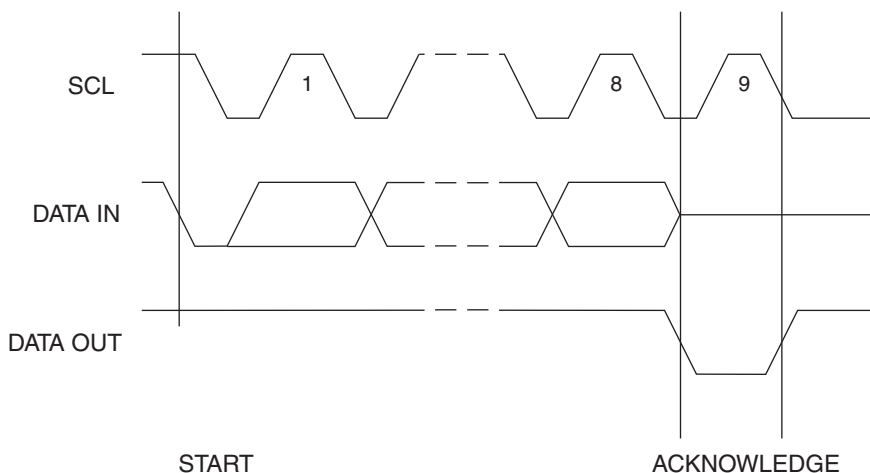 SCL
1
8
9
DATA IN
DATA OUT
START
ACKNOWLEDGE